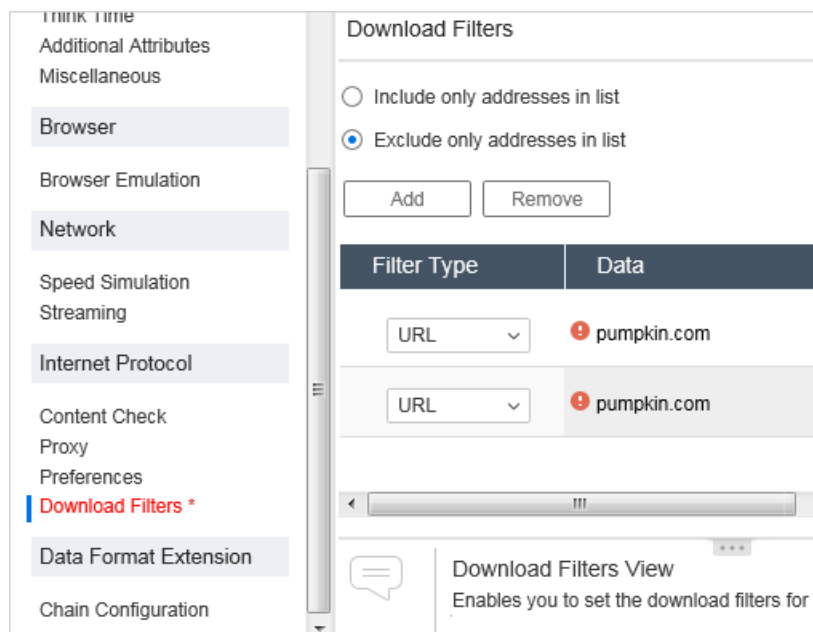 Think Time
Additional Attributes
Miscellaneous
Browser
Browser Emulation
Network
Speed Simulation
Streaming
Internet Protocol
Content Check
Proxy
Preferences
Download Filters *
Data Format Extension
Chain Configuration
Download Filters
Include only addresses in list
Exclude only addresses in list
Add Remove
Filter Type Data
URL pumpkin.com
URL pumpkin.com
Download Filters View
Enables you to set the download filters for